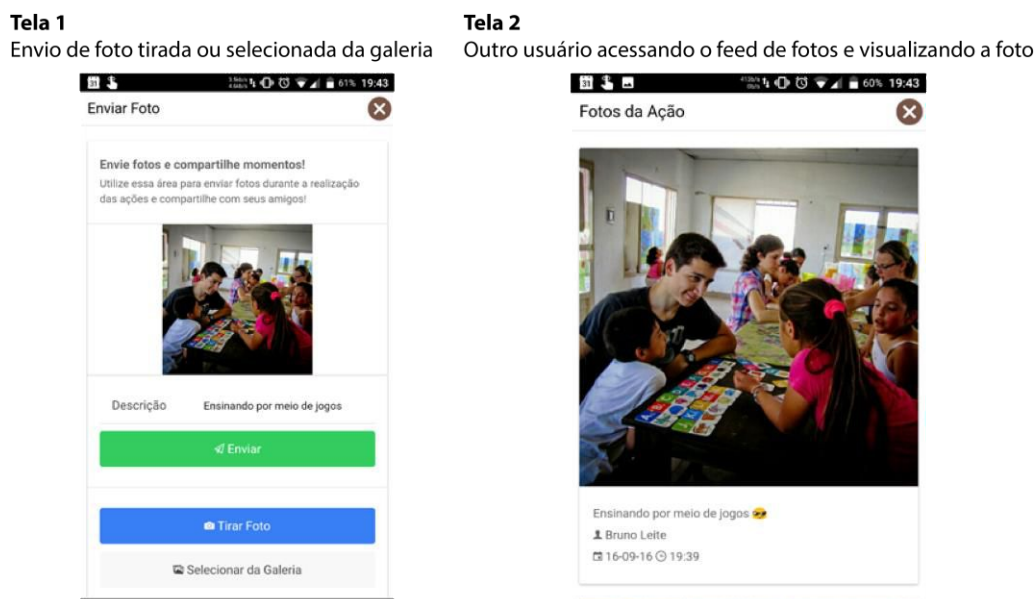 Tela 1
Envio de foto tirada ou selecionada da galeria
61% 19:43
Enviar Foto
Envie fotos e compartilhe momentos!
Utilize essa área para enviar fotos durante a realização
das ações e compartilhe com seus amigos!
Descrição Ensinando por meio de jogos
Enviar
Tirar Foto
Selecionar da Galeria
Tela 2
Outro usuário acessando o feed de fotos e visualizando a foto
31 60% 19:43
Fotos da Ação
Ensinando por meio de jogos 😎
Bruno Leite
16-09-16 19:39